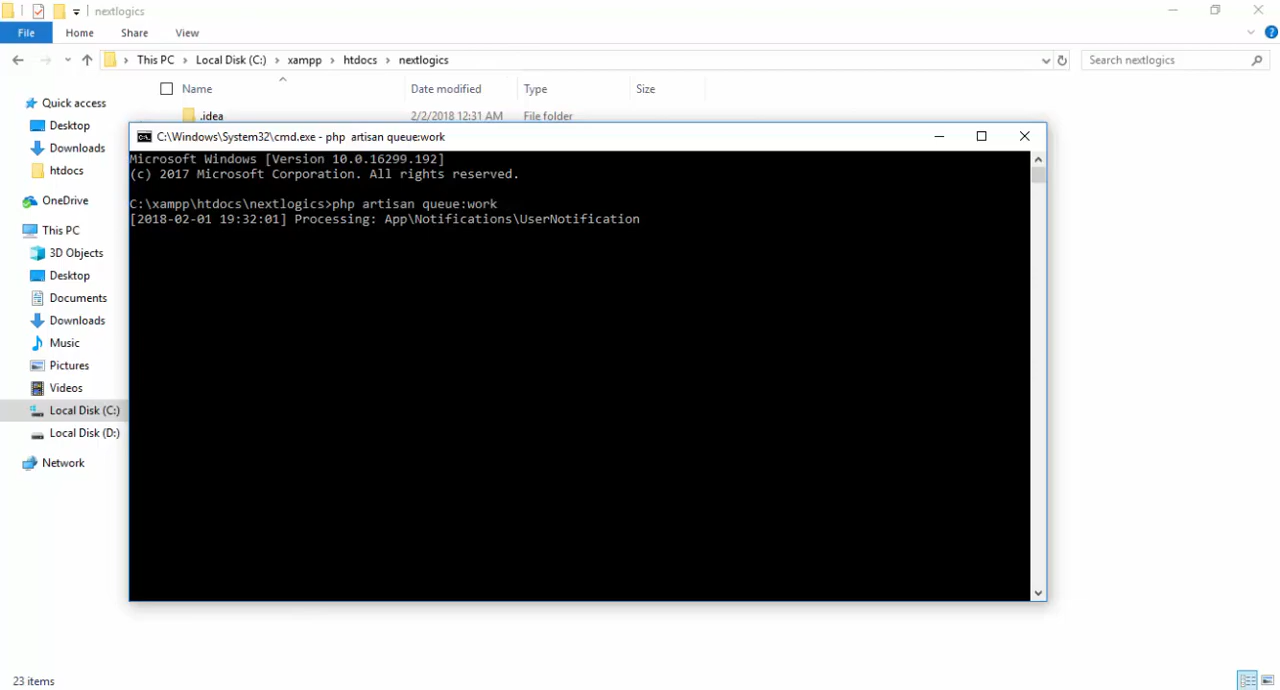 nextlogics
File Home Share View
This PC Local Disk (C:) xampp htdocs nextlogics
Search nextlogics
Name Date modified Type Size
.idea 2/2/2018 12:31 AM File folder
Quick access
Desktop
Downloads
htdocs
OneDrive
This PC
3D Objects
Desktop
Documents
Downloads
Music
Pictures
Videos
Local Disk (C:)
Local Disk (D:)
Network
C:\Windows\System32\cmd.exe - php artisan queue:work
Microsoft Windows [Version 10.0.16299.192]
(c) 2017 Microsoft Corporation. All rights reserved.
C:\xampp\htdocs\nextlogics>php artisan queue:work
[2018-02-01 19:32:01] Processing: App\Notifications\UserNotification
23 items